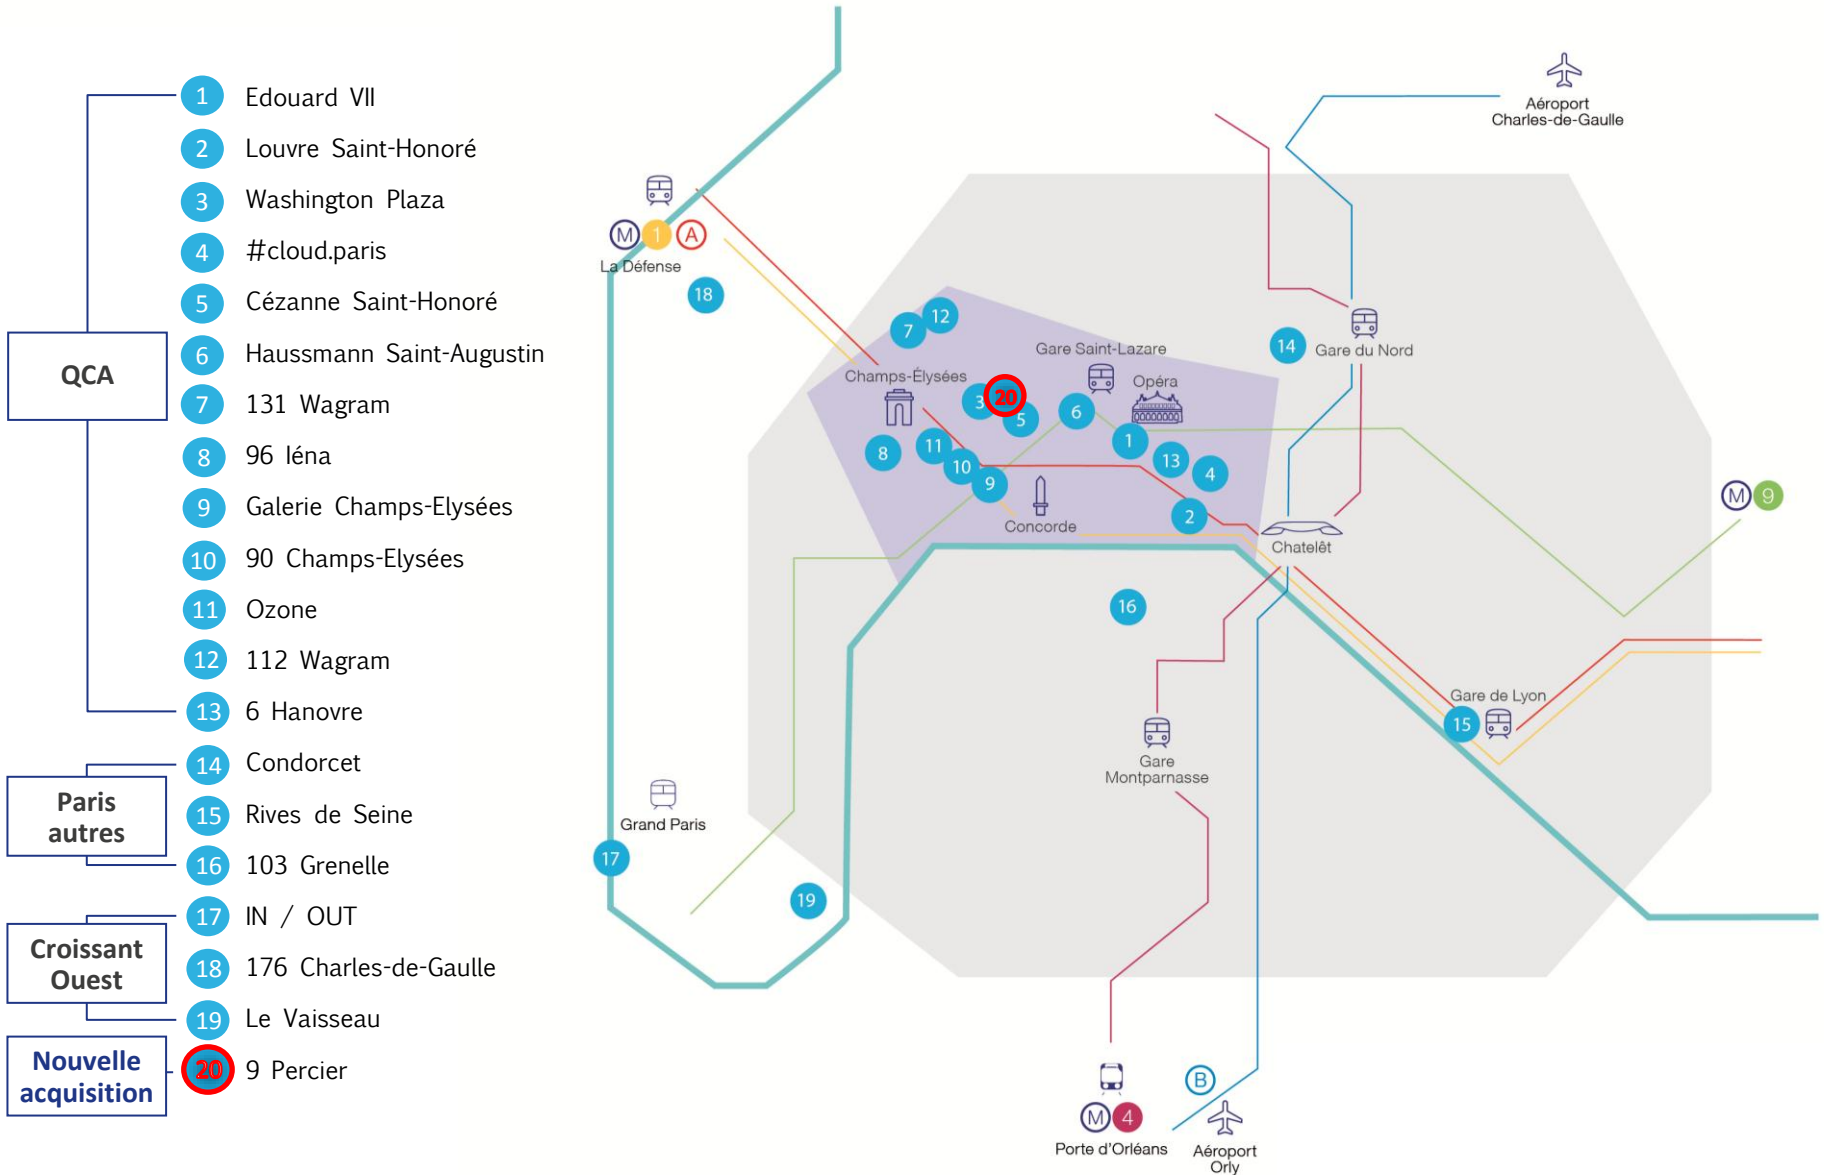 1 Edouard VII
2 Louvre Saint-Honoré
3 Washington Plaza
4 #cloud.paris
5 Cézanne Saint-Honoré
6 Haussmann Saint-Augustin
7 131 Wagram
8 96 Iéna
9 Galerie Champs-Elysées
10 90 Champs-Elysées
11 Ozone
12 112 Wagram
13 6 Hanovre
QCA
14 Condorcet
15 Rives de Seine
16 103 Grenelle
Paris
autres
17 IN / OUT
18 176 Charles-de-Gaulle
19 Le Vaisseau
Croissant
Ouest
20 9 Percier
Nouvelle
acquisition
Aéroport
Charles-de-Gaulle
M 1 A
La Défense
18
12
7
14
Gare du Nord
Gare Saint-Lazare
Champs-Élysées
Opéra
3
20
5
6
1
11
8
10
13
4
9
2
Concorde
Chatelêt
M 9
16
Gare de Lyon
15
Gare
Montparnasse
Grand Paris
17
19
M 4
Porte d'Orléans
B
Aéroport
Orly